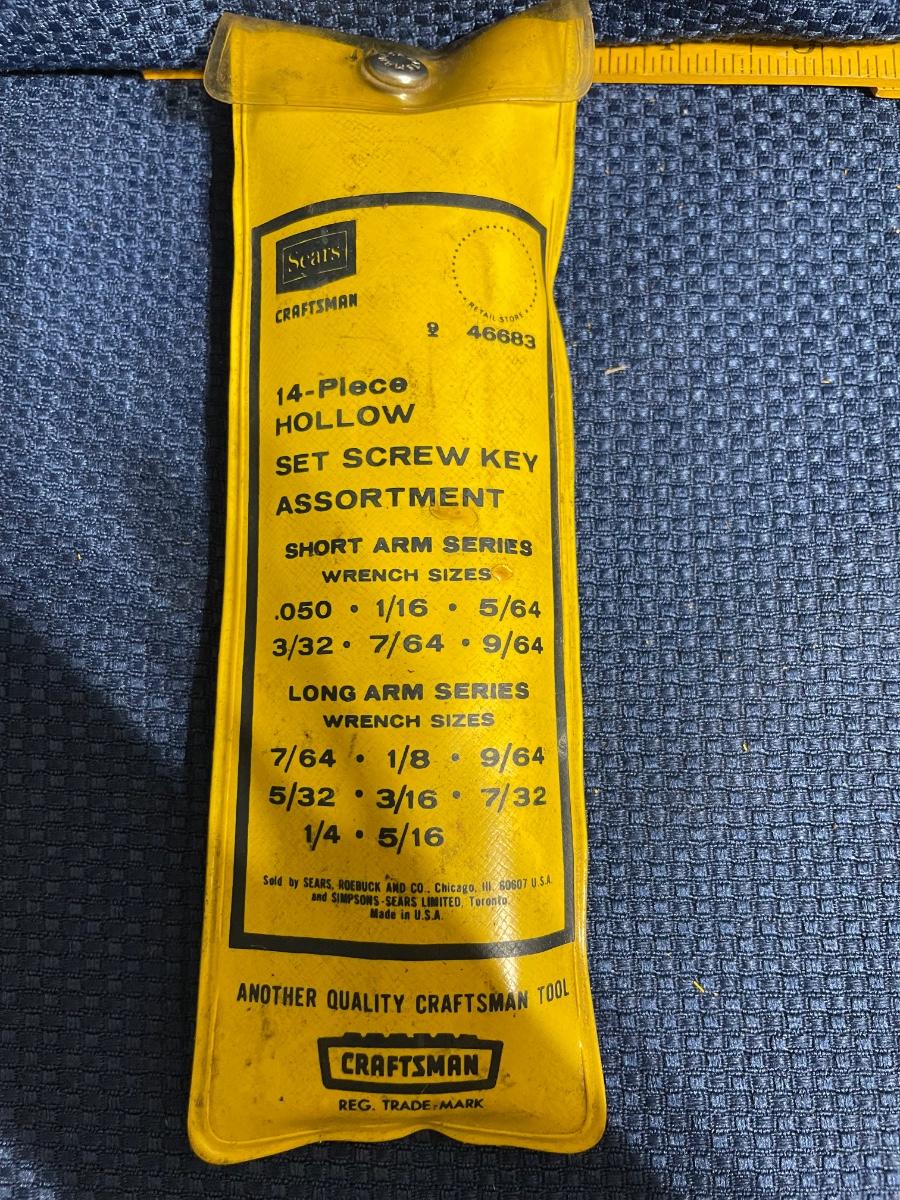 Sears
CRAFTSMAN
RETAIL STORE
9 46683
14-Piece
HOLLOW
SET SCREW KEY
ASSORTMENT
SHORT ARM SERIES
WRENCH SIZES
.050 • 1/16 • 5/64
3/32 • 7/64 • 9/64
LONG ARM SERIES
WRENCH SIZES
7/64 • 1/8 • 9/64
5/32 • 3/16 • 7/32
1/4 • 5/16
Sold by SEARS, ROEBUCK AND CO., Chicago, Ill. 60607 U.S.A.
and SIMPSONS-SEARS LIMITED, Toronto.
Made in U.S.A.
ANOTHER QUALITY CRAFTSMAN TOOL
CRAFTSMAN
REG. TRADE-MARK